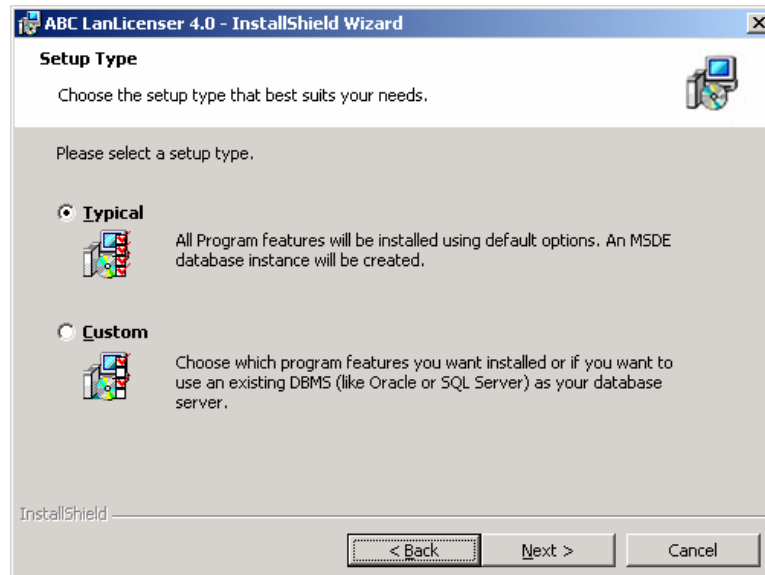 ABC LanLicenser 4.0 - InstallShield Wizard
Setup Type
Choose the setup type that best suits your needs.
Please select a setup type.
Typical
All Program features will be installed using default options. An MSDE
database instance will be created.
Custom
Choose which program features you want installed or if you want to
use an existing DBMS (like Oracle or SQL Server) as your database
server.
InstallShield
< Back
Next >
Cancel